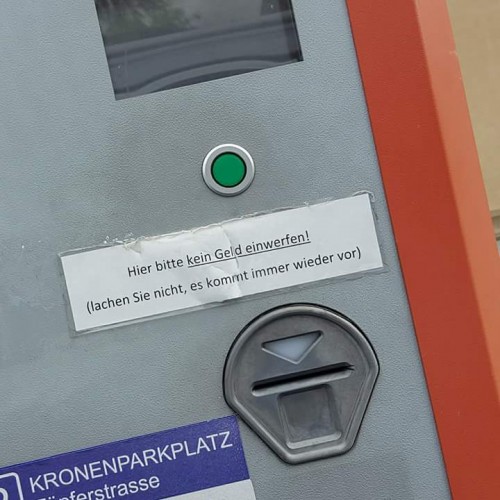 Hier bitte kein Geld einwerfen!
(lachen Sie nicht, es kommt immer wieder vor)
KRONENPARKPLATZ